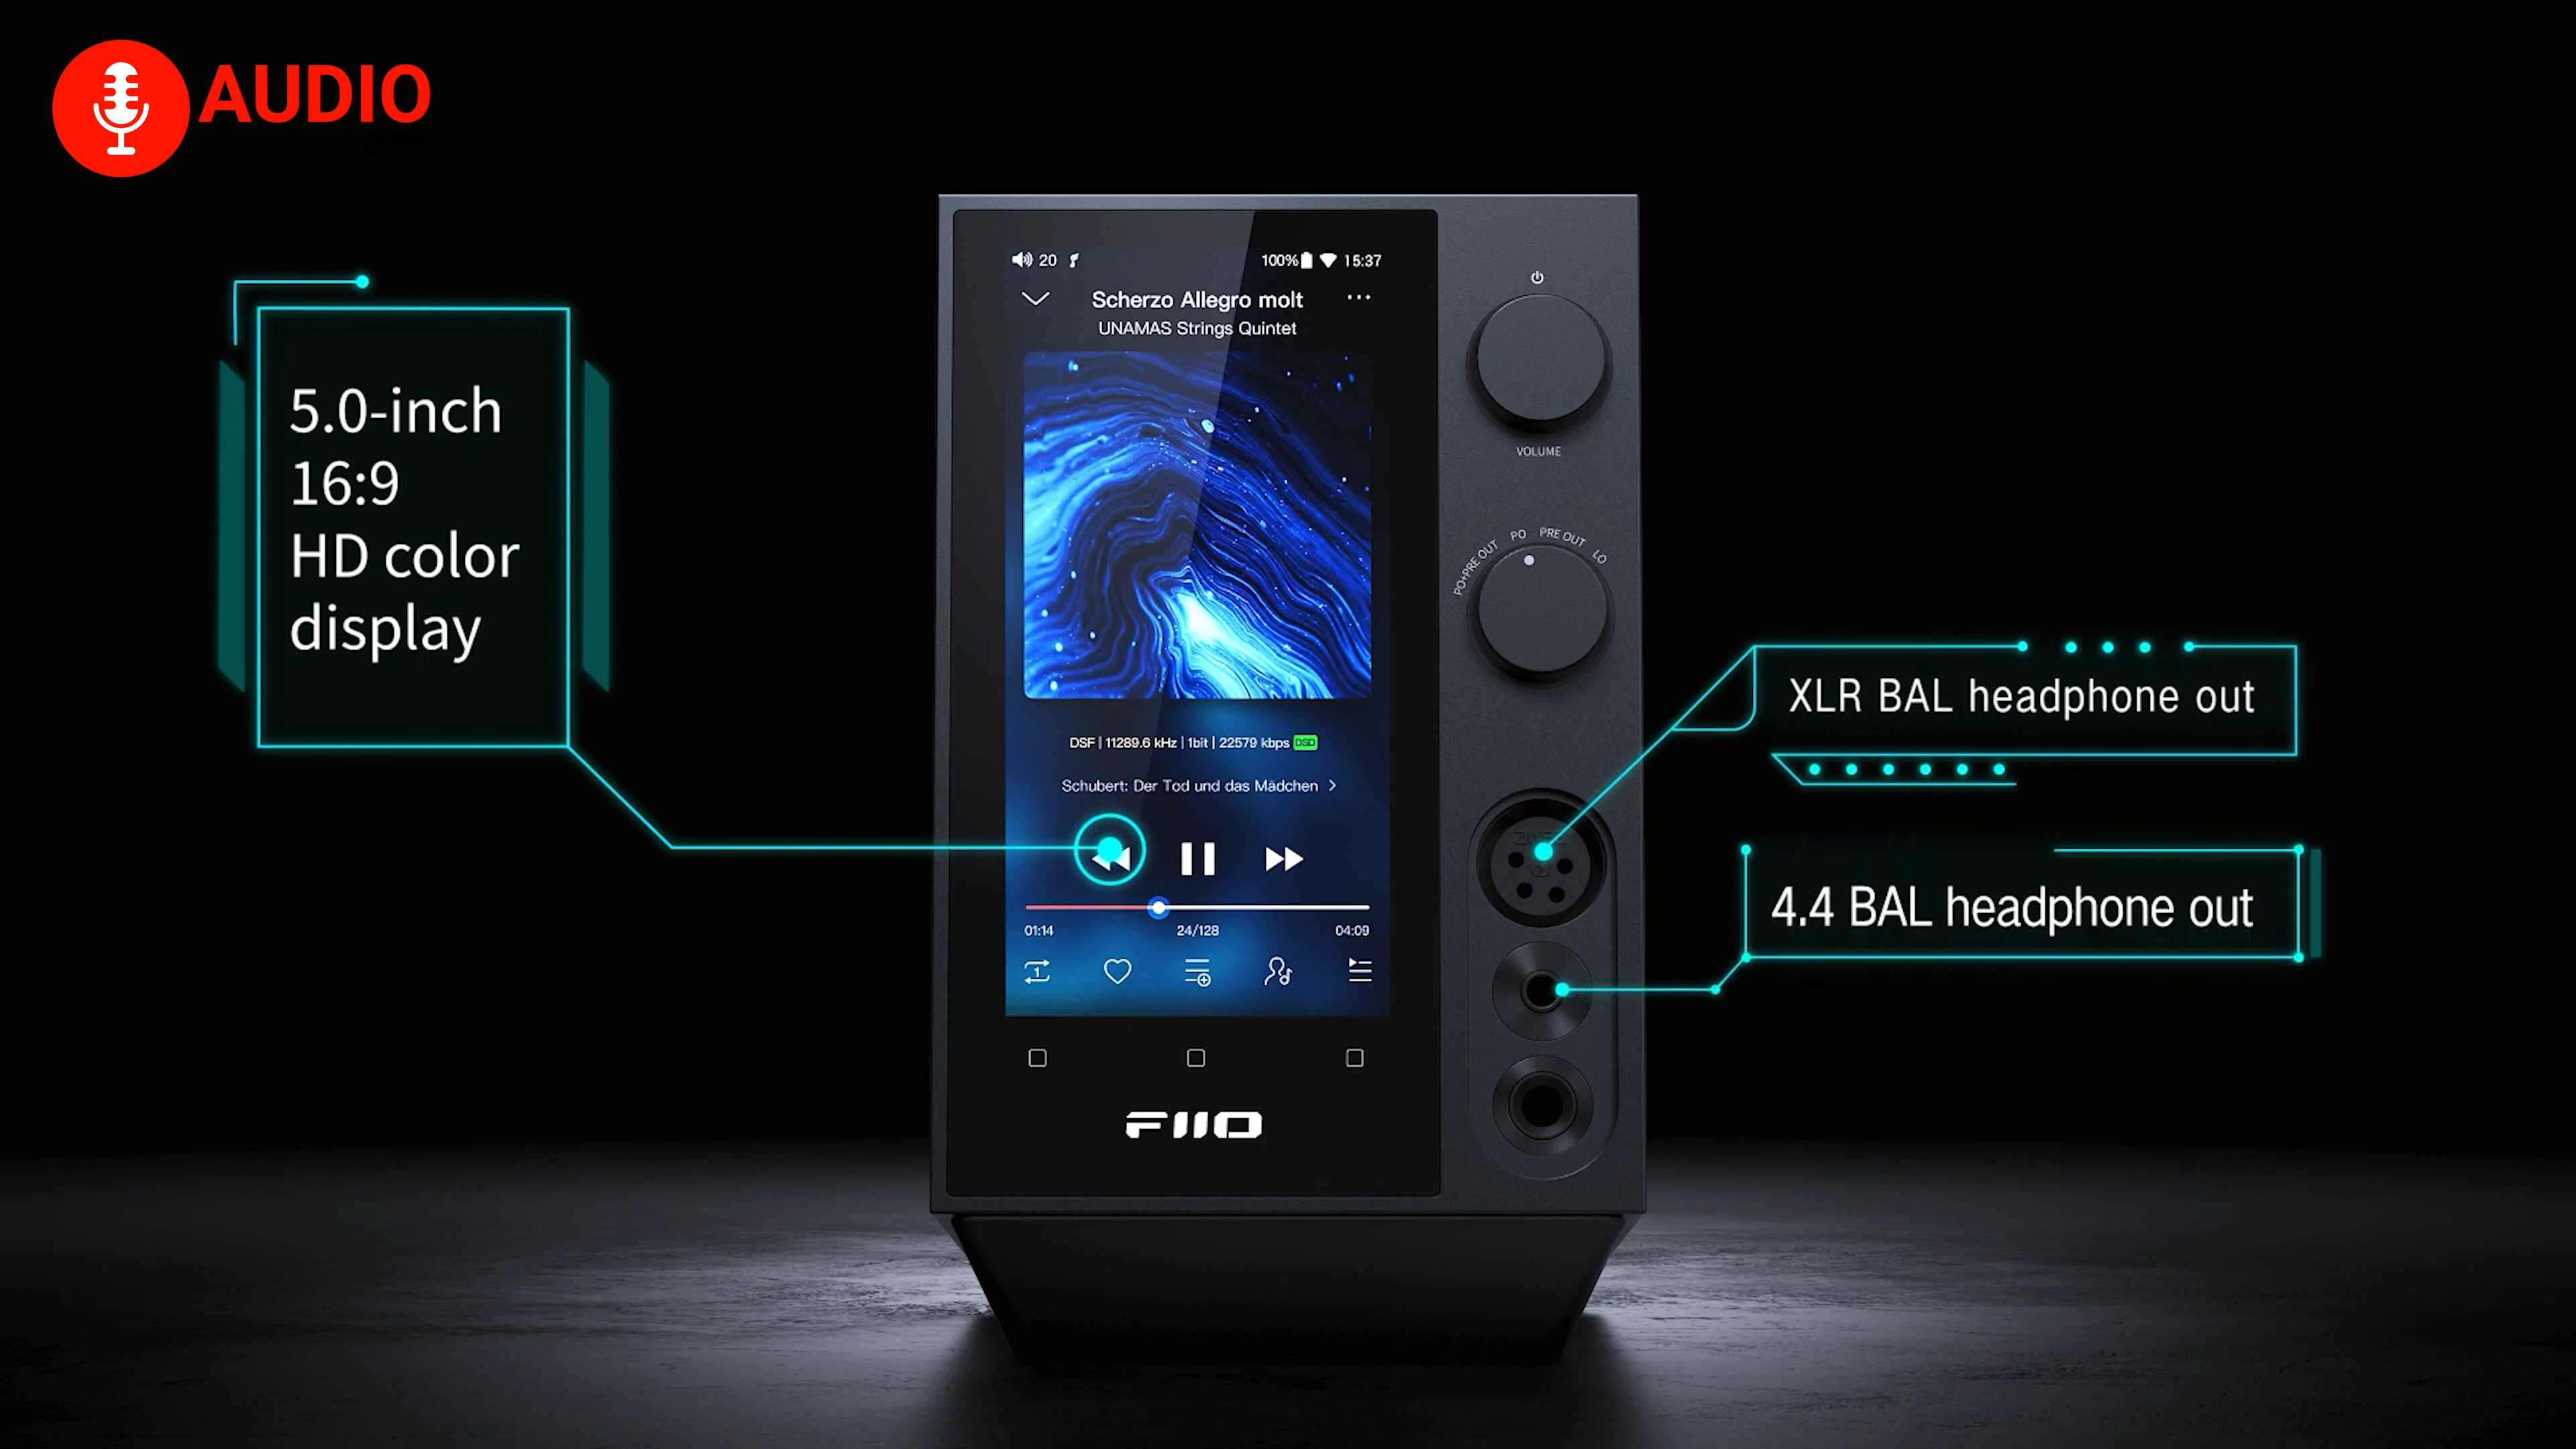 AUDIO
5.0-inch
16:9
HD color
display
20
100%
15:37
Scherzo Allegro molt
UNAMAS Strings Quintet
DSF | 11289.6 kHz | 1bit | 22579 kbps DSD
Schubert: Der Tod und das Mädchen
01:14
24/128
04:09
1
FIIO
VOLUME
PO+PRE OUT PO PRE OUT LO
XLR BAL headphone out
4.4 BAL headphone out